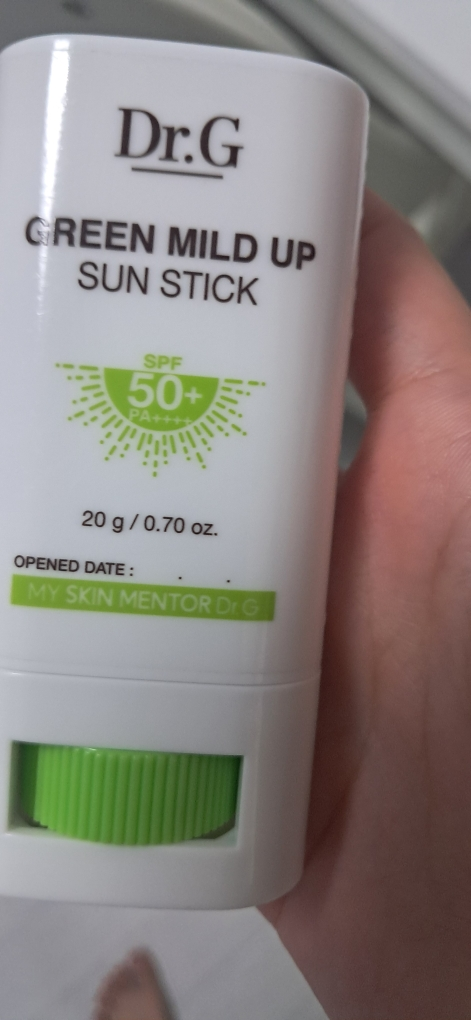 Dr.G
GREEN MILD UP
SUN STICK
SPF
50+
PA++++
20 g / 0.70 oz.
OPENED DATE : . .
MY SKIN MENTOR Dr.G